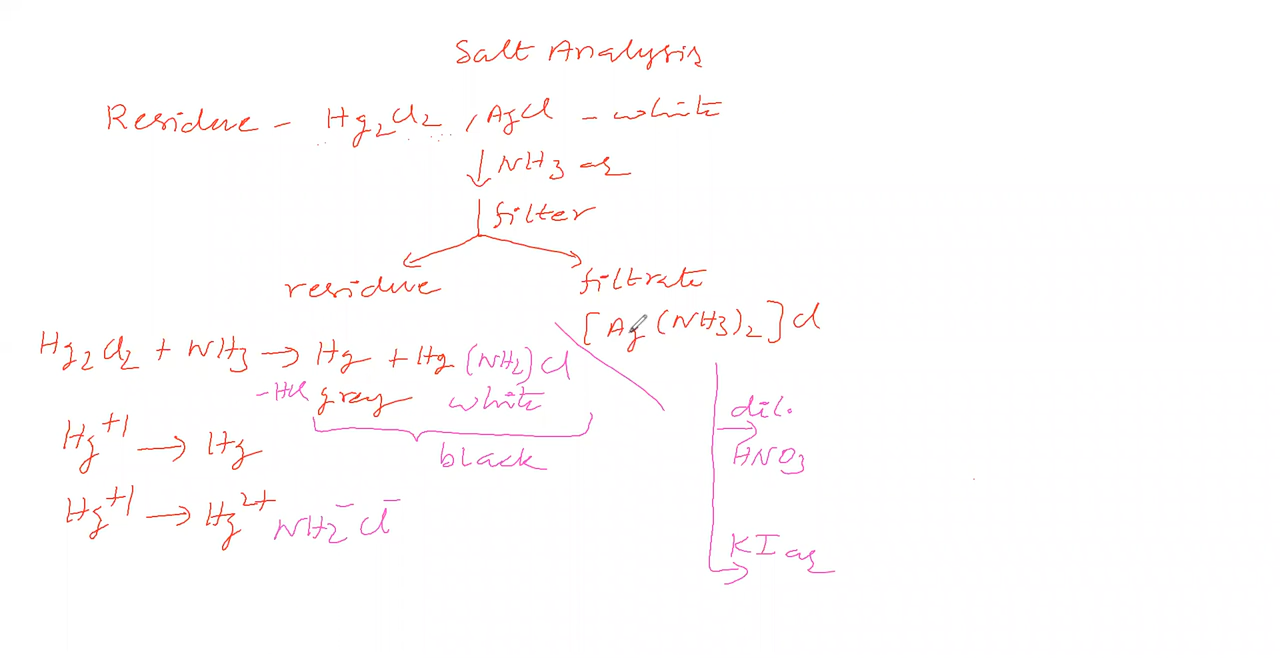 Salt Analysis
Residue - Hg2Cl2, AgCl - white
NH3 aq
filter
residue
filtrate
[Ag(NH3)2]Cl
Hg2Cl2 + NH3 → Hg + Hg(NH2)Cl
-HCl grey white
black
Hg+1 → Hg
Hg+1 → Hg2+ NH2- Cl-
dil.
HNO3
KI aq